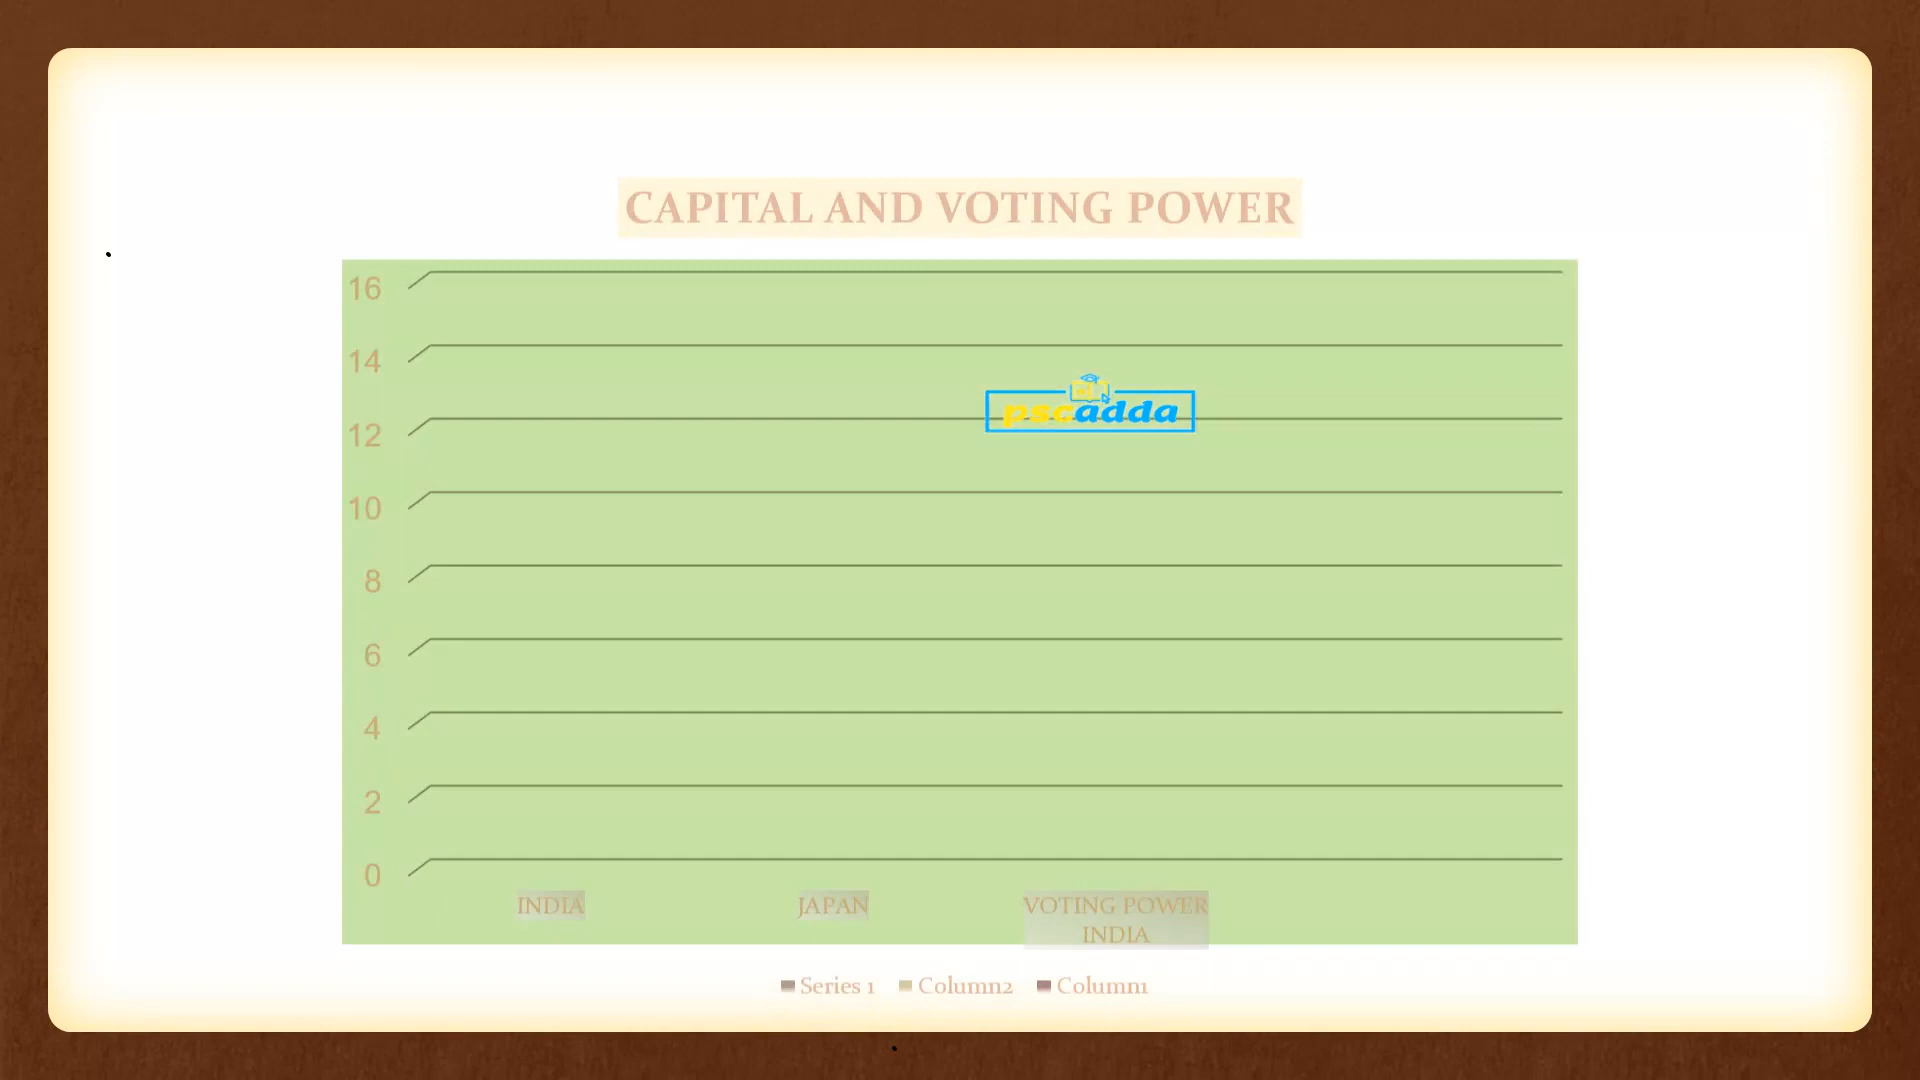 CAPITAL AND VOTING POWER
16
14
12
10
8
6
4
2
0
pscadda
INDIA
JAPAN
VOTING POWER
INDIA
Series 1
Column2
Column1